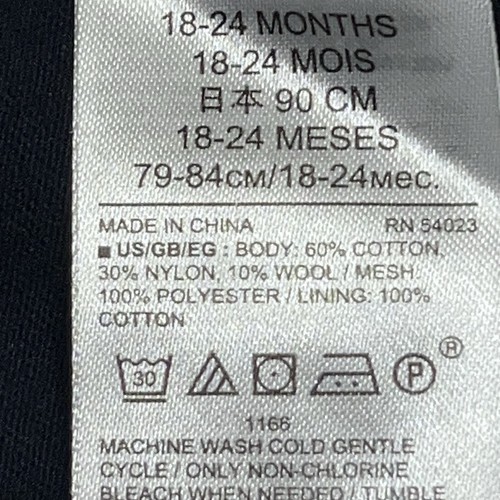 18-24 MONTHS
18-24 MOIS
日本 90 CM
18-24 MESES
79-84см/18-24мес.
MADE IN CHINA RN 54023
■ US/GB/EG : BODY: 60% COTTON,
30% NYLON, 10% WOOL / MESH:
100% POLYESTER / LINING: 100%
COTTON
30 P ®
1166
MACHINE WASH COLD GENTLE
CYCLE / ONLY NON-CHLORINE
BLEACH WHEN NEEDED / TUMBLE